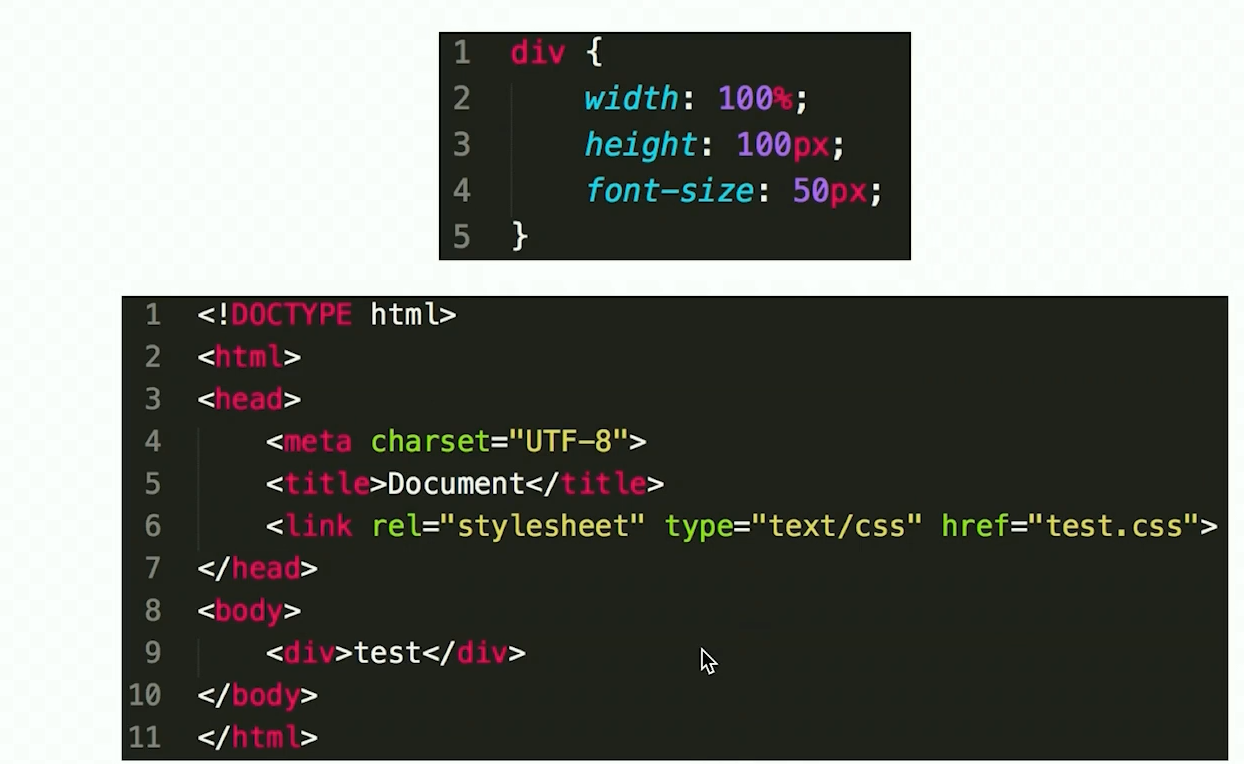 1 div {
2 width: 100%;
3 height: 100px;
4 font-size: 50px;
5 }
1 <!DOCTYPE html>
2 <html>
3 <head>
4 <meta charset="UTF-8">
5 <title>Document</title>
6 <link rel="stylesheet" type="text/css" href="test.css">
7 </head>
8 <body>
9 <div>test</div>
10 </body>
11 </html>